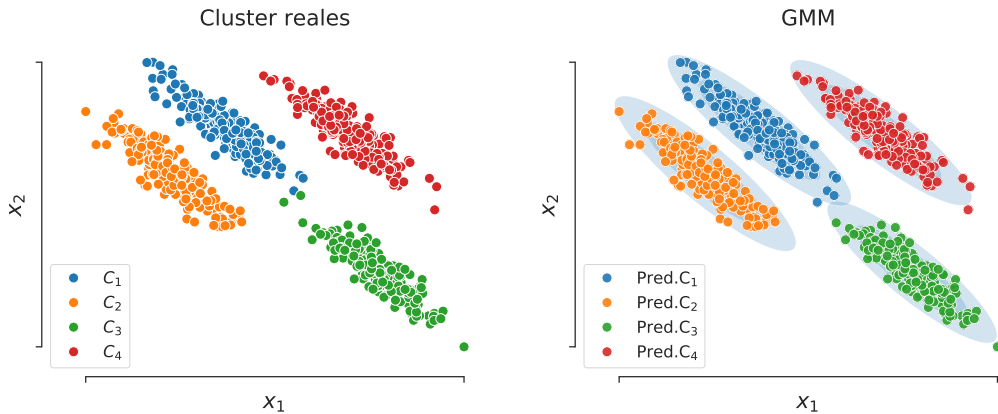 Cluster reales
x₂
C₁
C₂
C₃
C₄
x₁
GMM
x₂
Pred.C₁
Pred.C₂
Pred.C₃
Pred.C₄
x₁